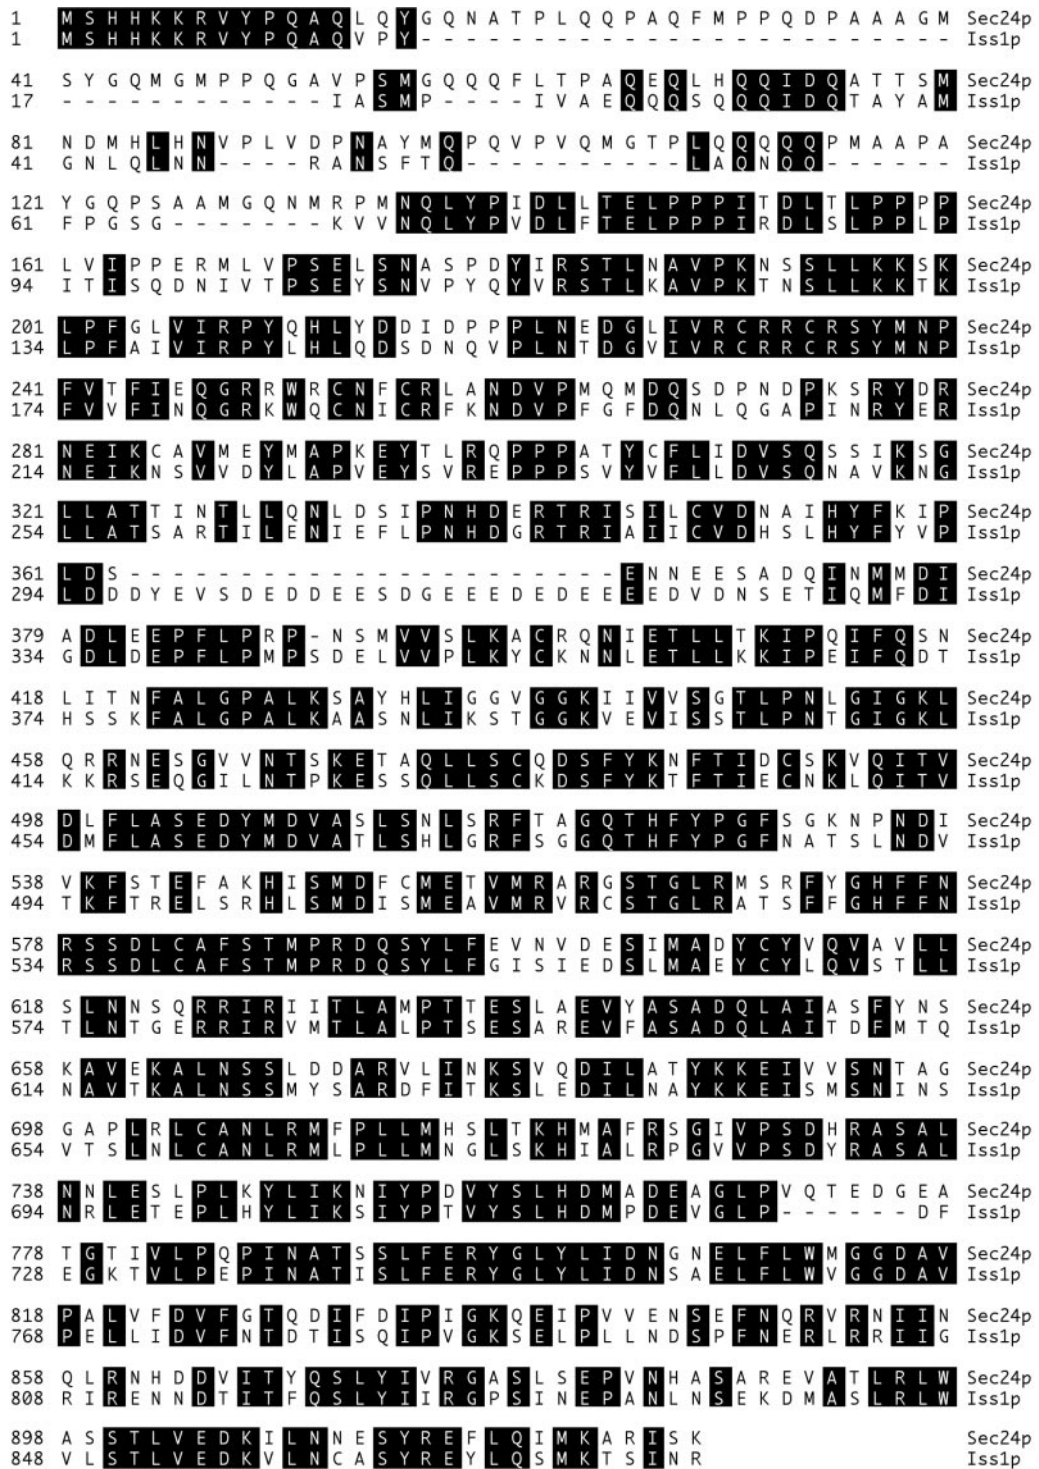 1 MSHHKKRVYPQAQLQYGQNATPLQQPAQFMPPQDPAAAGM Sec24p
1 MSHHKKRVYPQAQVPY------------------------ Iss1p
41 SYGQMGMPPQGAVPSMGQQQFLTPAQEQLHQQIDQATTSM Sec24p
17 ------------IASMP----IVAEQQQSQQQIDQTAYAM Iss1p
81 NDMHLHNVPLVDPNAYMQPQVPVQMGTPLQQQQQPMAAPA Sec24p
41 GNLQLNN----RANSFTQ----------LAQNQQ------ Iss1p
121 YGQPSAAMGQNMRPMNQLYPIDLLTELPPPITDLTLPPPP Sec24p
61 FPGSG-------KVVNQLYPVDLFTELPPPIRDLSLPPLP Iss1p
161 LVIPPERMLVPSELSNASPDYIRSTLNAVPKNSSLLKKSK Sec24p
94 ITISQDNIVTPSEYSNVPYQYVRSTLKAVPKTNSLLKKTK Iss1p
201 LPFGLVIRPYQHLYDDIDPPPLNEDGLIVRCRRCRSYMNP Sec24p
134 LPFAIVIRPYLHLQDSDNQVPLNTDGVIVRCRRCRSYMNP Iss1p
241 FVTFIEQGRRWRCNFCRLANDVPMQMDQSDPNDPKSRYDR Sec24p
174 FVVFINQGRKWQCNICRFKNDVPFGFDQNLQGAPINRYER Iss1p
281 NEIKCAVMEYMAPKEYTLRQPPPATYCFLIDVSQSSIKSG Sec24p
214 NEIKNSVVDYLAPVEYSVREPPPSVYVFLLDVSQNAVKNG Iss1p
321 LLATTINTLLQNLDSIPNHDERTRISILCVDNAIHYFKIP Sec24p
254 LLATSARTILENIEFLPNHDGRTRIAIICVDHSLHYFYVP Iss1p
361 LDS----------------------ENNEESADQINMMDI Sec24p
294 LDDDYEVSDEDDEESDGEEEDEDEEEEDVDNSETIQMFDI Iss1p
379 ADLEEPFLPRP-NSMVVSLKACRQNIETLLTKIPQIFQSN Sec24p
334 GDLDEPFLPMPSDELVVPLKYCKNNLETLLKKIPEIFQDT Iss1p
418 LITNFALGPALKSAYHLIGGVGGKIIVVSGTLPNLGIGKL Sec24p
374 HSSKFALGPALKAASNLIKSTGGKVEVISSTLPNTGIGKL Iss1p
458 QRRNESGVVNTSKETAQLLSCQDSFYKNFTIDCSKVQITV Sec24p
414 KKRSEQGILNTPKESSQLLSCKDSFYKTFTIECNKLQITV Iss1p
498 DLFLASEDYMDVASLSNLSRFTAGQTHFYPGFSGKNPNDI Sec24p
454 DMFLASEDYMDVATLSHLGRFSGGQTHFYPGFNATSLNDV Iss1p
538 VKFSTEFAKHISMDFCMETVMRARGSTGLRMSRFYGHFFN Sec24p
494 TKFTRELSRHLSMDISMEAVMRVRCSTGLRATSFFGHFFN Iss1p
578 RSSDLCAFSTMPRDQSYLFEVNVDESIMADYCYVQVAVLL Sec24p
534 RSSDLCAFSTMPRDQSYLFGISIEDSLMAEYCYLQVSTLL Iss1p
618 SLNNSQRRIRIITLAMPTTESLAEVYASADQLAIASFYNS Sec24p
574 TLNTGERRIRVMTLALPTSESAREVFASADQLAITDFMTQ Iss1p
658 KAVEKALNSSLDDARVLINKSVQDILATYKKEIVVSNTAG Sec24p
614 NAVTKALNSSMYSARDFITKSLEDILNAYKKEISMSNINS Iss1p
698 GAPLRLCANLRMFPLLMHSLTKHMAFRSGIVPSDHRASAL Sec24p
654 VTSLNLCANLRMLPLLMNGLSKHIALRPGVVPSDYRASAL Iss1p
738 NNLESLPLKYLIKNIYPDVYSLHDMADEAGLPVQTEDGEA Sec24p
694 NRLETEPLHYLIKSIYPTVYSLHDMPDEVGLP------DF Iss1p
778 TGTIVLPQPINATSSLFERYGLYLIDNGNELFLWMGGDAV Sec24p
728 EGKTVLPEPINATISLFERYGLYLIDNSAELFLWVGGDAV Iss1p
818 PALVFDVFGTQDIFDIPIGKQEIPVVENSEFNQRVRNIIN Sec24p
768 PELLIDVFNTDTISQIPVGKSELPLLNDSPFNERLRRIIG Iss1p
858 QLRNHDDVITYQSLYIVRGASLSEPVNHASAREVATLRLW Sec24p
808 RIRENNDTITFQSLYIIRGPSINEPANLNSEKDMASLRLW Iss1p
898 ASSTLVEDKILNNESYREFLQIMKARISK Sec24p
848 VLSTLVEDKVLNCASYREYLQSMKTSINR Iss1p